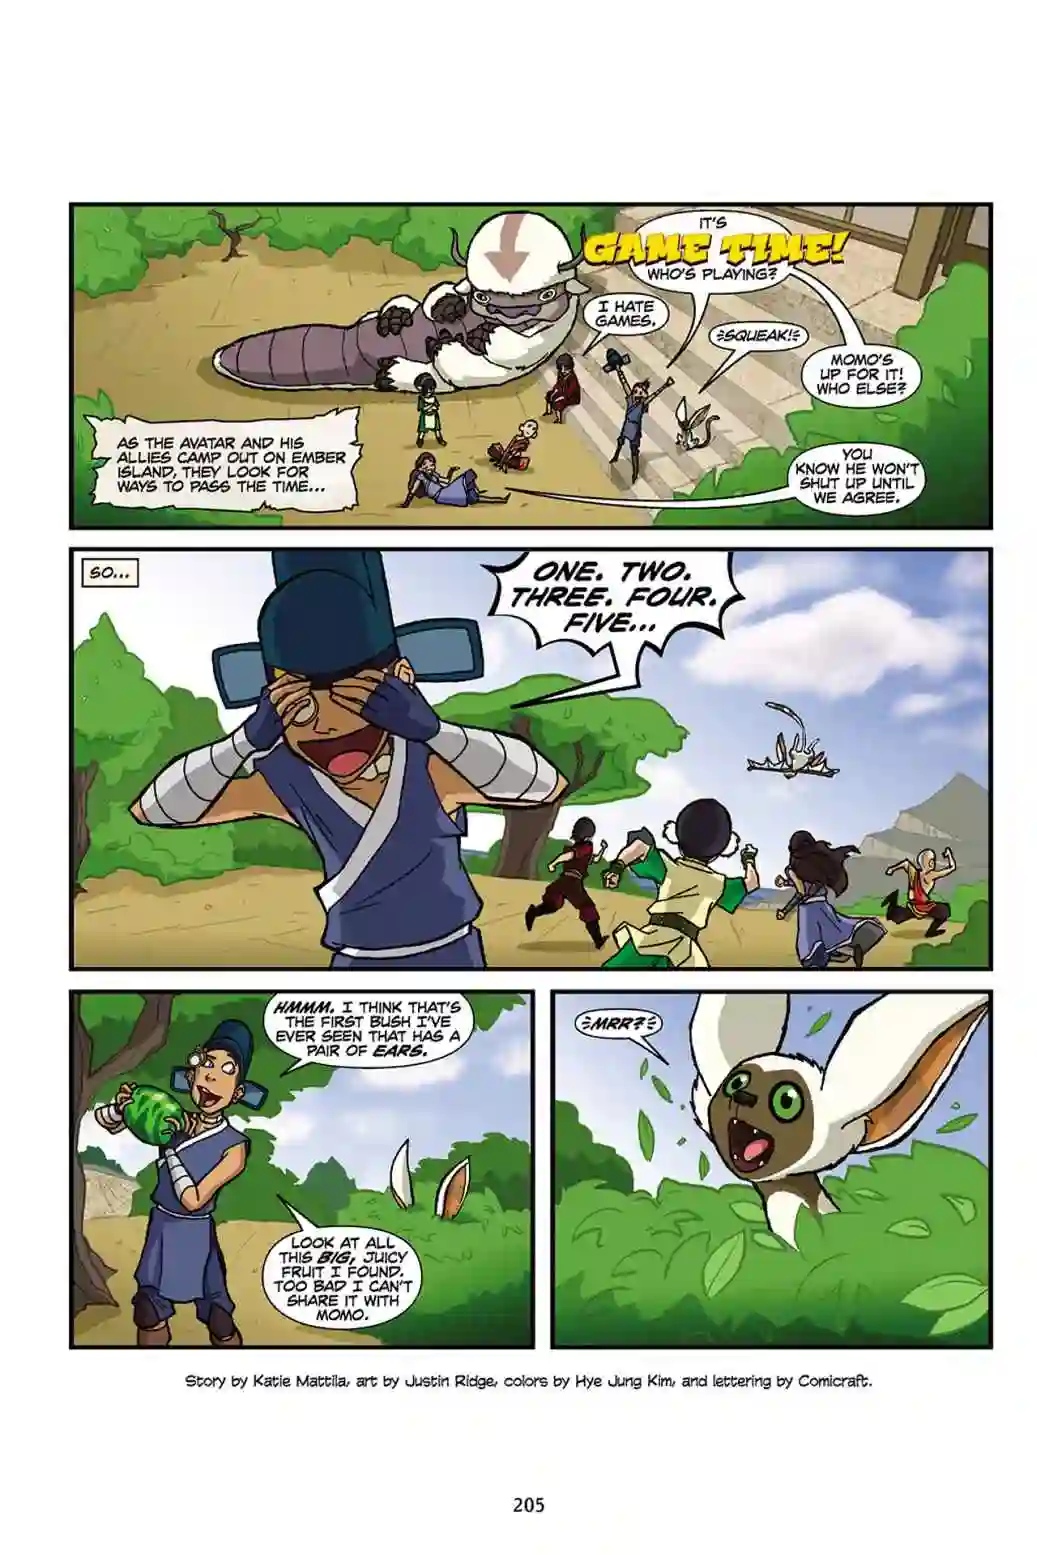 IT'S
GAME TIME!
WHO'S PLAYING?
I HATE
GAMES.
SQUEAK!
MOMO'S
UP FOR IT!
WHO ELSE?
AS THE AVATAR AND HIS
ALLIES CAMP OUT ON EMBER
ISLAND, THEY LOOK FOR
WAYS TO PASS THE TIME...
YOU
KNOW HE WON'T
SHUT UP UNTIL
WE AGREE.
SO...
ONE. TWO.
THREE. FOUR.
FIVE...
HMMM. I THINK THAT'S
THE FIRST BUSH I'VE
EVER SEEN THAT HAS A
PAIR OF EARS.
LOOK AT ALL
THIS BIG, JUICY
FRUIT I FOUND.
TOO BAD I CAN'T
SHARE IT WITH
MOMO.
MRR?
Story by Katie Mattila, art by Justin Ridge, colors by Hye Jung Kim, and lettering by Comicraft.
205